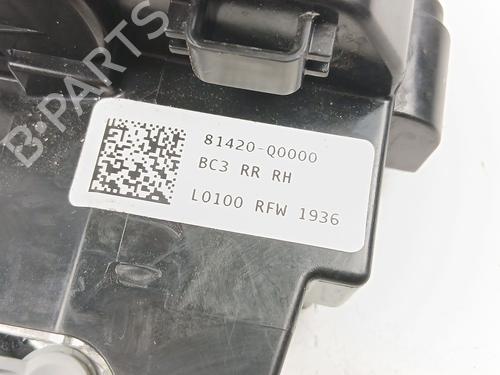 B-PARTS
81420-Q0000
BC3 RR RH
L0100 RFW 1936